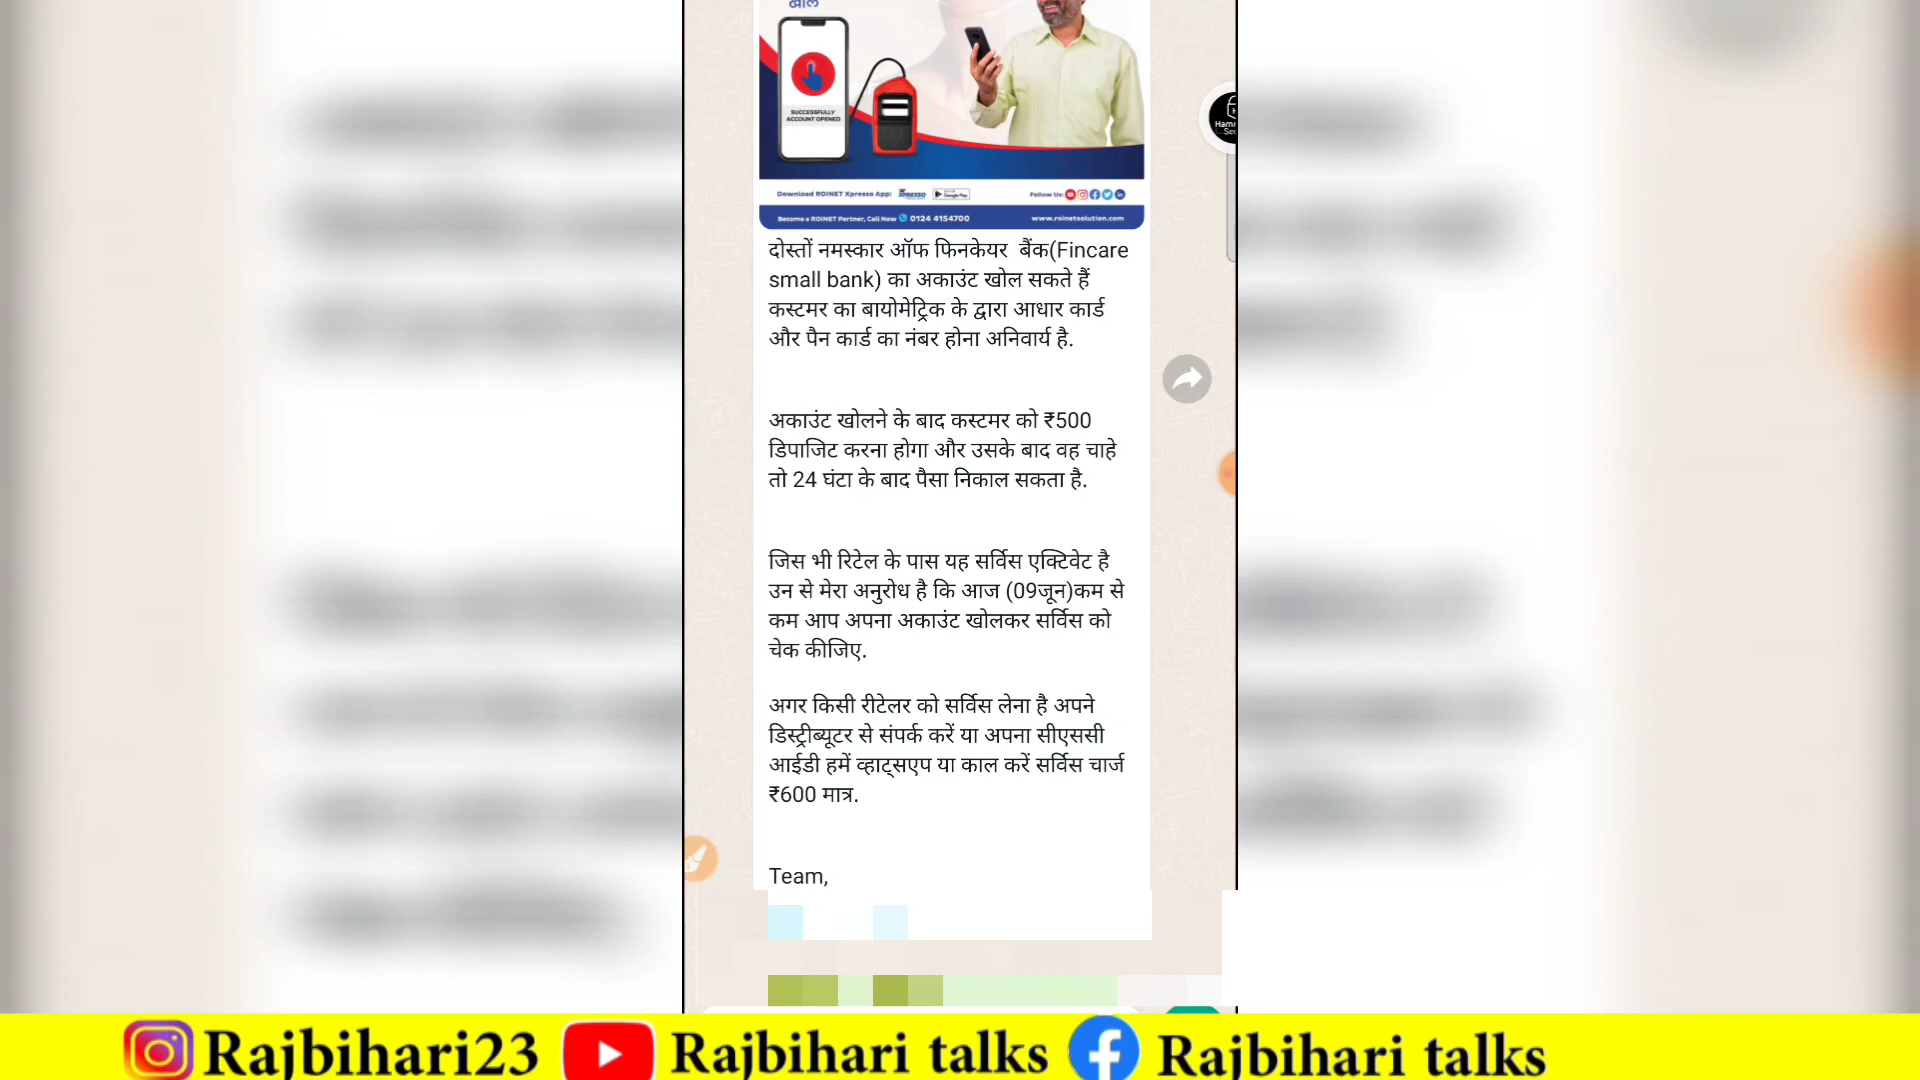 खोल
SUCCESSFULLY
ACCOUNT OPENED
Download ROINET Xpresso App: XPRESSO Google Play Follow Us:
Become a ROINET Partner, Call Now 0124 4154700 www.roinetsolution.com
दोस्तों नमस्कार ऑफ फिनकेयर बैंक(Fincare
small bank) का अकाउंट खोल सकते हैं
कस्टमर का बायोमेट्रिक के द्वारा आधार कार्ड
और पैन कार्ड का नंबर होना अनिवार्य है.
अकाउंट खोलने के बाद कस्टमर को ₹500
डिपाजिट करना होगा और उसके बाद वह चाहे
तो 24 घंटा के बाद पैसा निकाल सकता है.
जिस भी रिटेल के पास यह सर्विस एक्टिवेट है
उन से मेरा अनुरोध है कि आज (09जून)कम से
कम आप अपना अकाउंट खोलकर सर्विस को
चेक कीजिए.
अगर किसी रीटेलर को सर्विस लेना है अपने
डिस्ट्रीब्यूटर से संपर्क करें या अपना सीएससी
आईडी हमें व्हाट्सएप या काल करें सर्विस चार्ज
₹600 मात्र.
Team,
Rajbihari23 Rajbihari talks Rajbihari talks